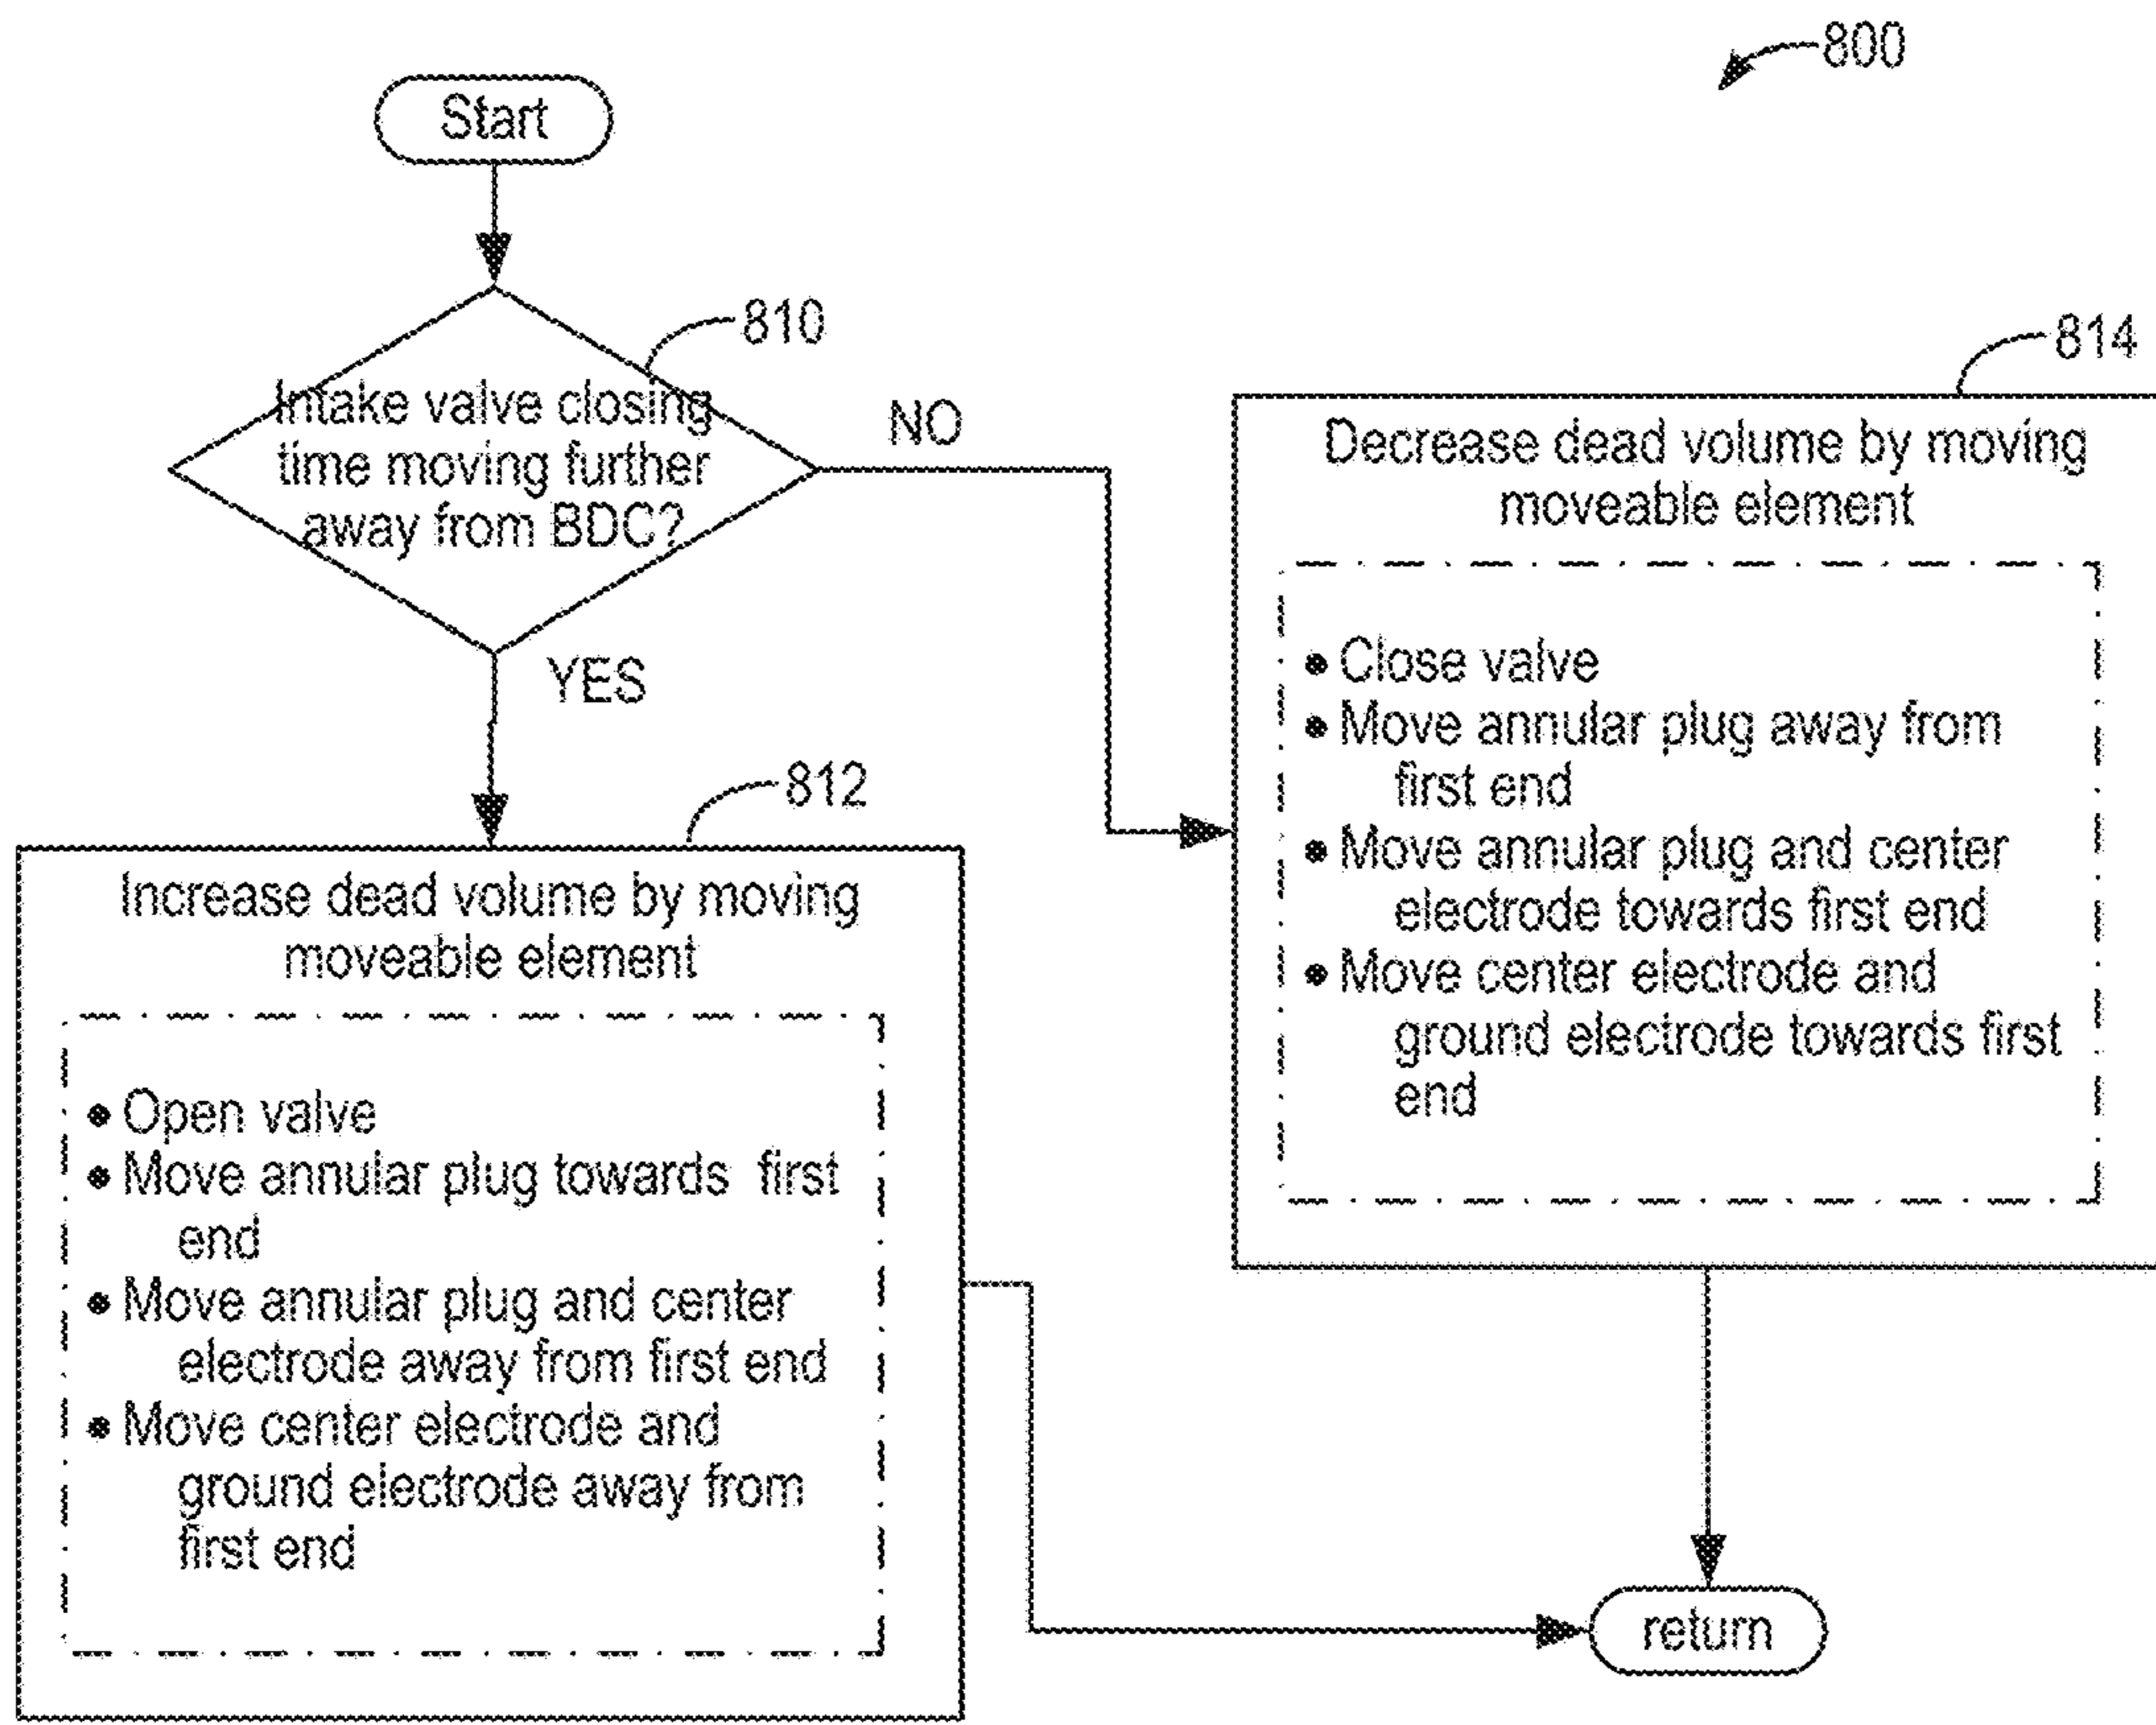 800
Start
810
Intake valve closing
time moving further
away from BDC?
NO
YES
814
Decrease dead volume by moving
moveable element
• Close valve
• Move annular plug away from
first end
• Move annular plug and center
electrode towards first end
• Move center electrode and
ground electrode towards first
end
812
Increase dead volume by moving
moveable element
• Open valve
• Move annular plug towards first
end
• Move annular plug and center
electrode away from first end
• Move center electrode and
ground electrode away from
first end
return